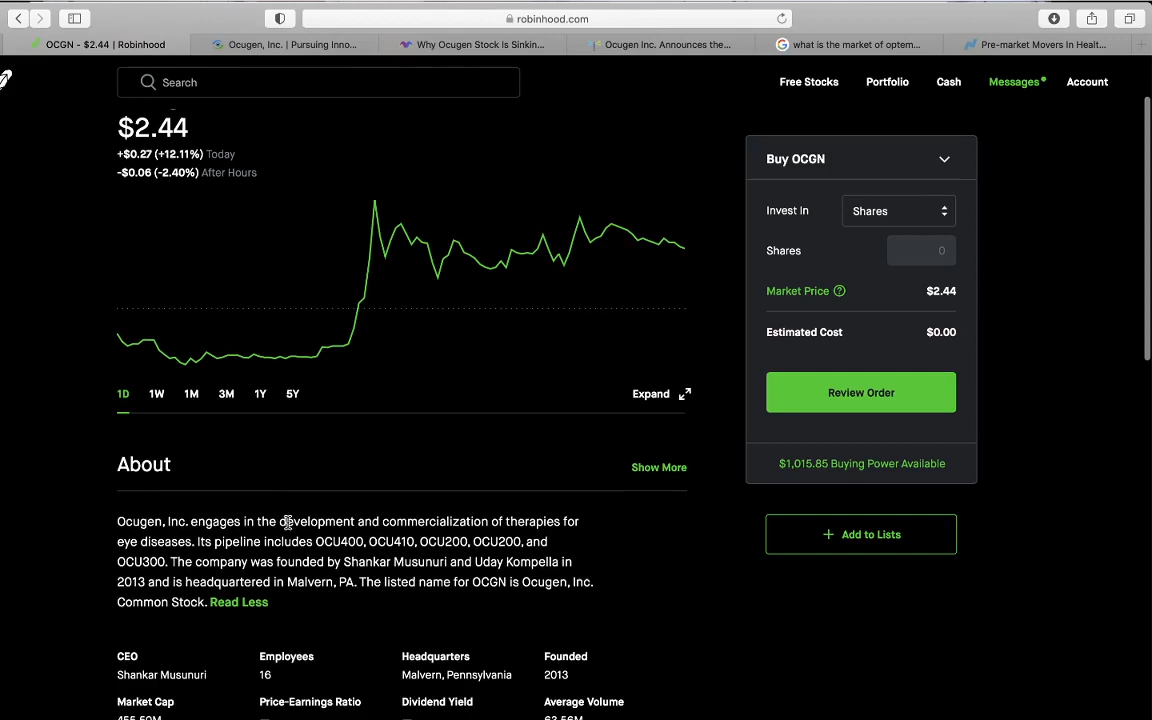 robinhood.com
OCGN - $2.44 | Robinhood
Ocugen, Inc. | Pursuing Inno...
Why Ocugen Stock Is Sinkin...
Ocugen Inc. Announces the...
what is the market of optem...
Pre-market Movers In Healt...
Search
Free Stocks
Portfolio
Cash
Messages
Account
$2.44
+$0.27 (+12.11%) Today
-$0.06 (-2.40%) After Hours
1D
1W
1M
3M
1Y
5Y
Expand
Buy OCGN
Invest In
Shares
Shares
0
Market Price
?
$2.44
Estimated Cost
$0.00
Review Order
$1,015.85 Buying Power Available
+ Add to Lists
About
Show More
Ocugen, Inc. engages in the development and commercialization of therapies for
eye diseases. Its pipeline includes OCU400, OCU410, OCU200, OCU200, and
OCU300. The company was founded by Shankar Musunuri and Uday Kompella in
2013 and is headquartered in Malvern, PA. The listed name for OCGN is Ocugen, Inc.
Common Stock. Read Less
CEO
Shankar Musunuri
Employees
16
Headquarters
Malvern, Pennsylvania
Founded
2013
Market Cap
455.50M
Price-Earnings Ratio
—
Dividend Yield
—
Average Volume
63.56M